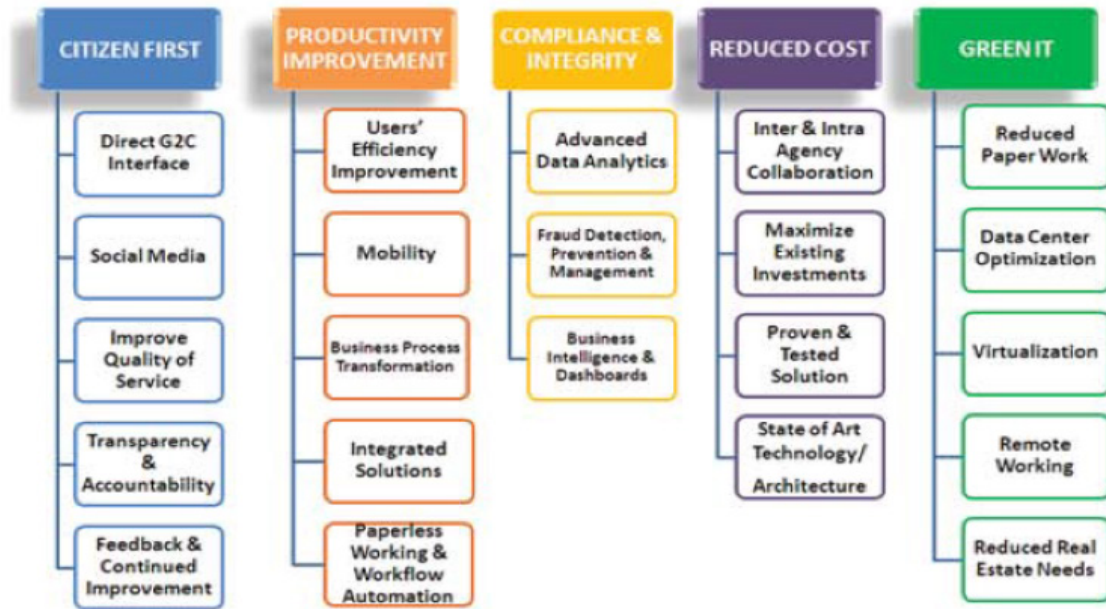 CITIZEN FIRST
Direct G2C
Interface
Social Media
Improve
Quality of
Service
Transparency
&
Accountability
Feedback &
Continued
Improvement
PRODUCTIVITY
IMPROVEMENT
Users'
Efficiency
Improvement
Mobility
Business Process
Transformation
Integrated
Solutions
Paperless
Working &
Workflow
Automation
COMPLIANCE &
INTEGRITY
Advanced
Data Analytics
Fraud Detection,
Prevention &
Management
Business
Intelligence &
Dashboards
REDUCED COST
Inter & Intra
Agency
Collaboration
Maximize
Existing
Investments
Proven &
Tested
Solution
State of Art
Technology/
Architecture
GREEN IT
Reduced
Paper Work
Data Center
Optimization
Virtualization
Remote
Working
Reduced Real
Estate Needs